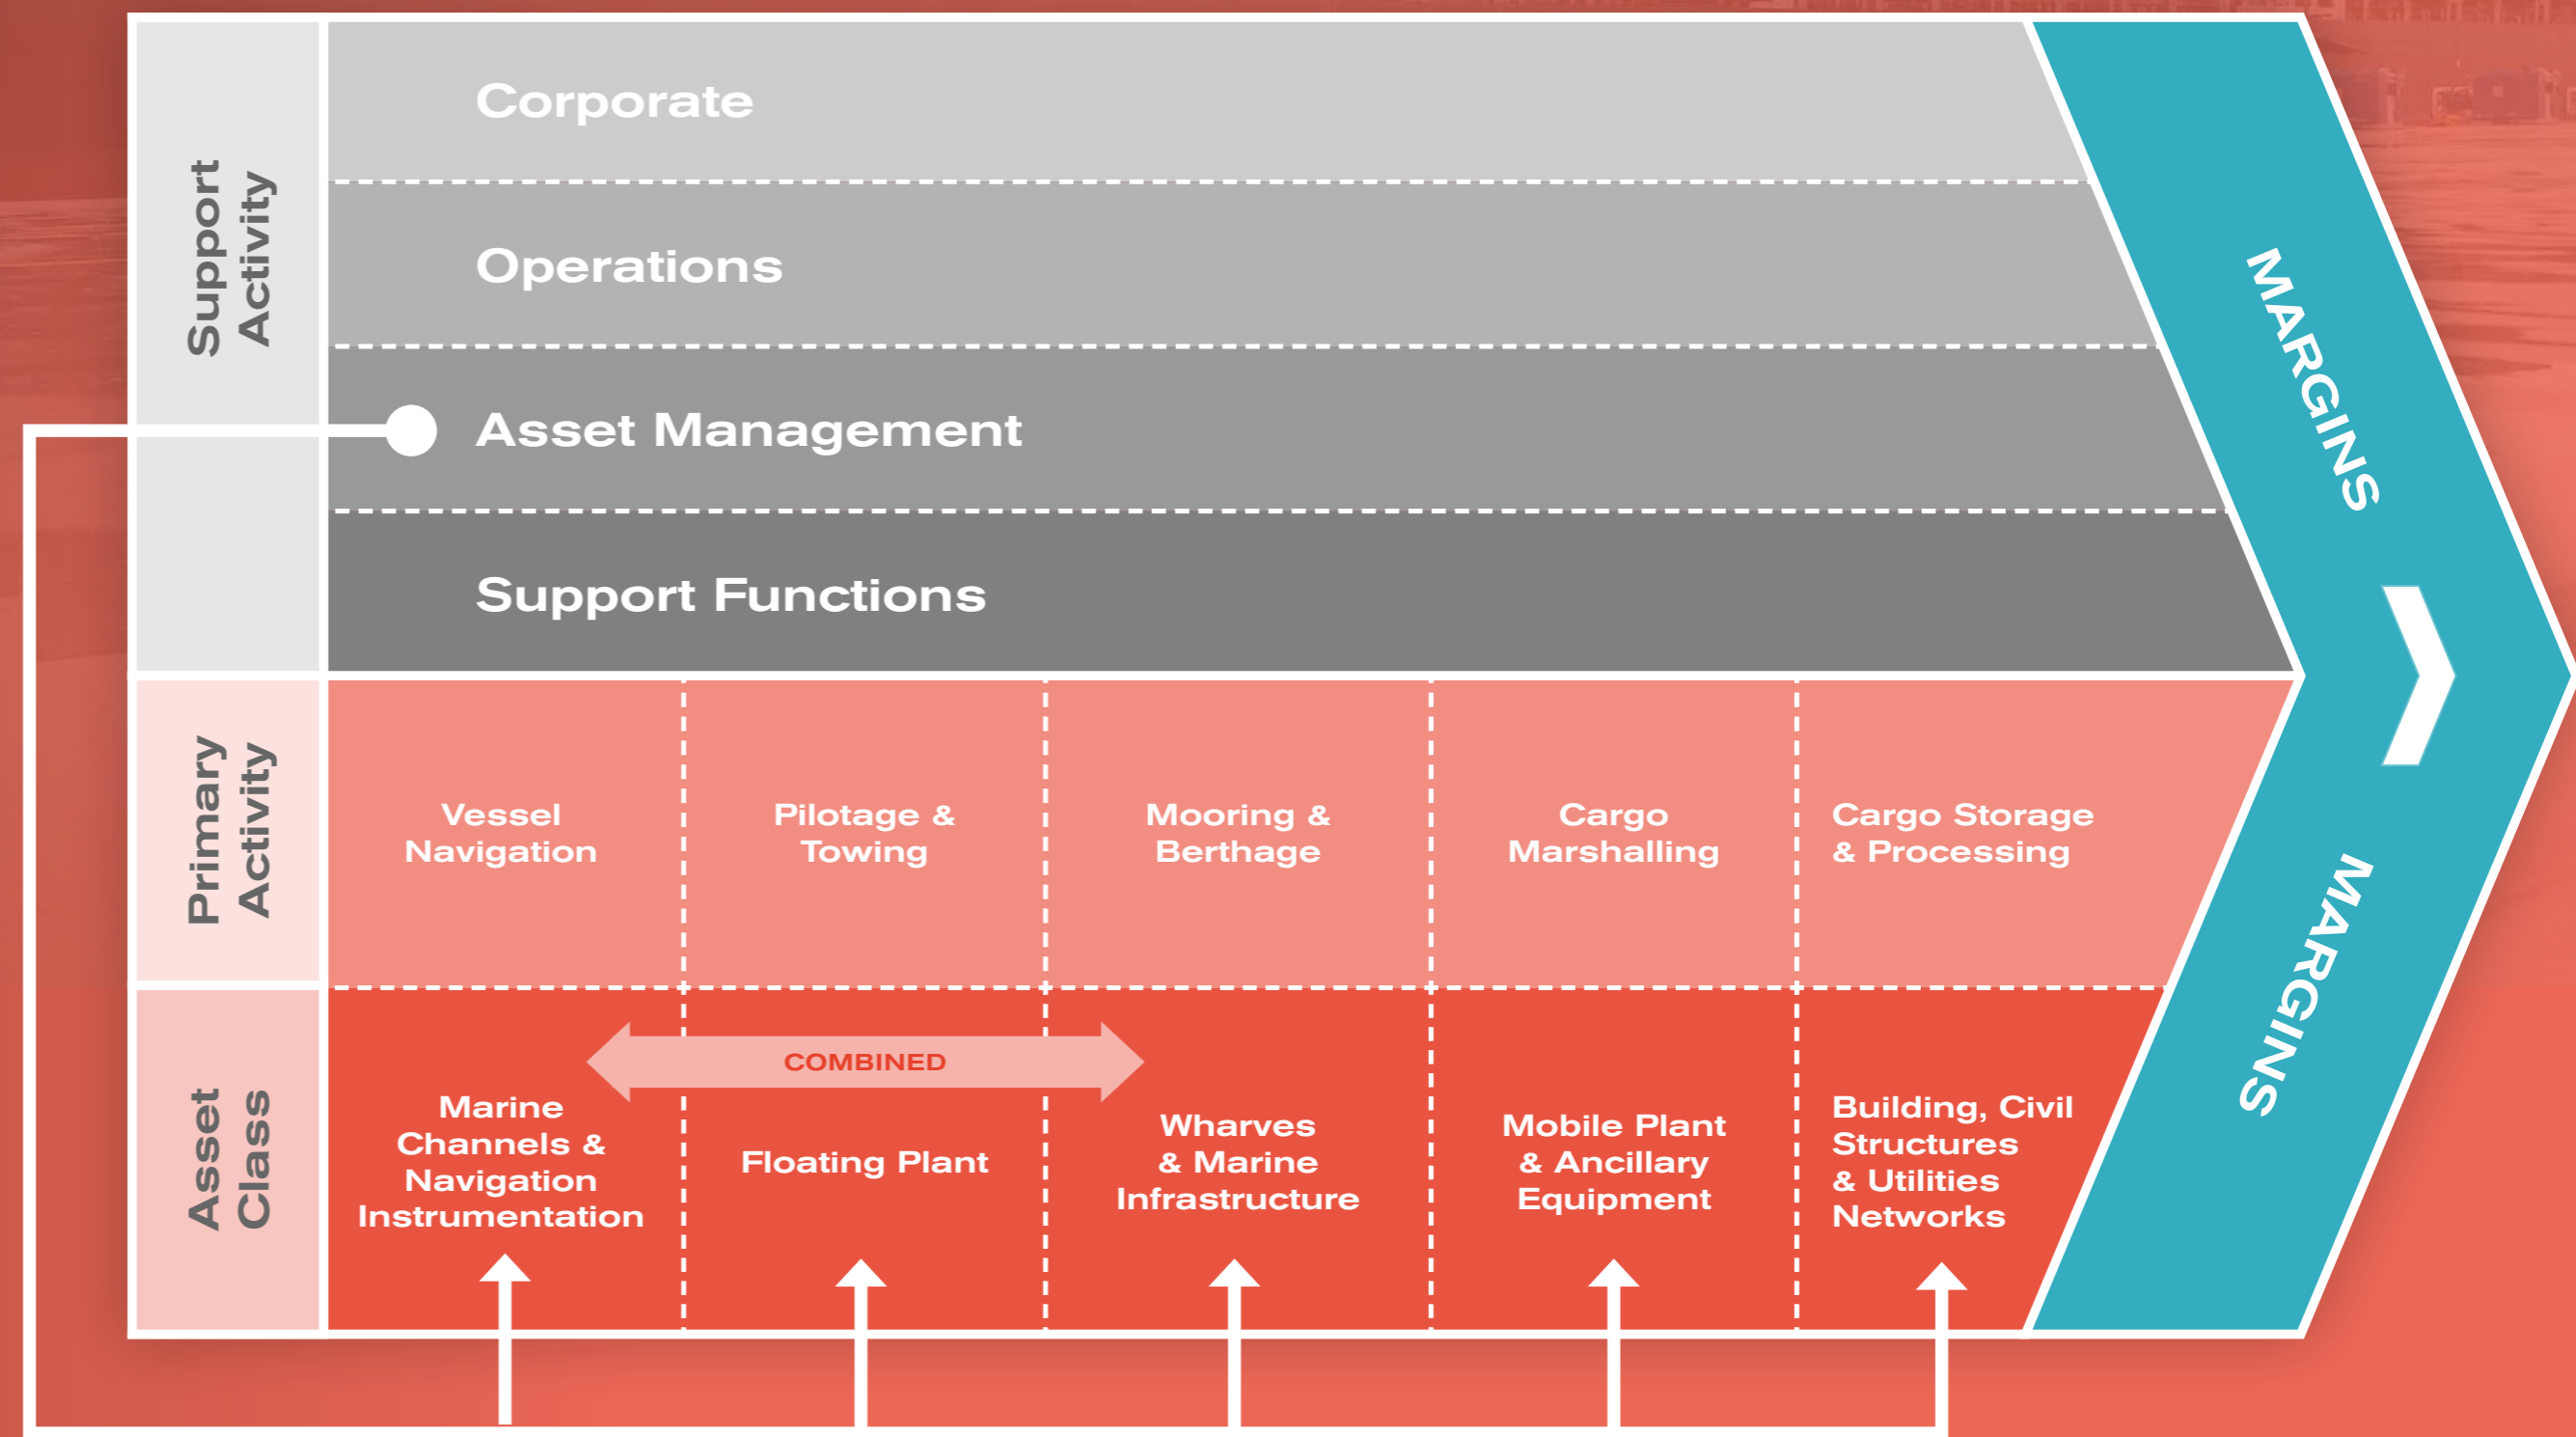 Support
Activity
Corporate
Operations
Asset Management
Support Functions
MARGINS
Primary
Activity
Vessel
Navigation
Pilotage &
Towing
Mooring &
Berthage
Cargo
Marshalling
Cargo Storage
& Processing
MARGINS
Asset
Class
COMBINED
Marine
Channels &
Navigation
Instrumentation
Floating Plant
Wharves
& Marine
Infrastructure
Mobile Plant
& Ancillary
Equipment
Building, Civil
Structures
& Utilities
Networks